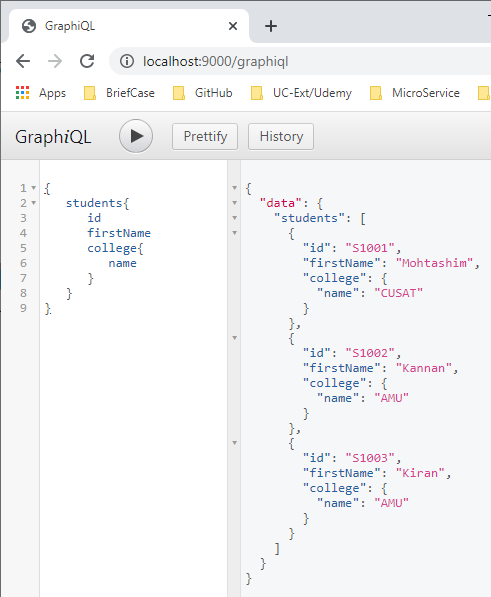 GraphiQL
localhost:9000/graphiql
Apps BriefCase GitHub UC-Ext/Udemy MicroService
GraphiQL Prettify History
1 {
2 students{
3 id
4 firstName
5 college{
6 name
7 }
8 }
9 }
{
"data": {
"students": [
{
"id": "S1001",
"firstName": "Mohtashim",
"college": {
"name": "CUSAT"
}
},
{
"id": "S1002",
"firstName": "Kannan",
"college": {
"name": "AMU"
}
},
{
"id": "S1003",
"firstName": "Kiran",
"college": {
"name": "AMU"
}
}
]
}
}